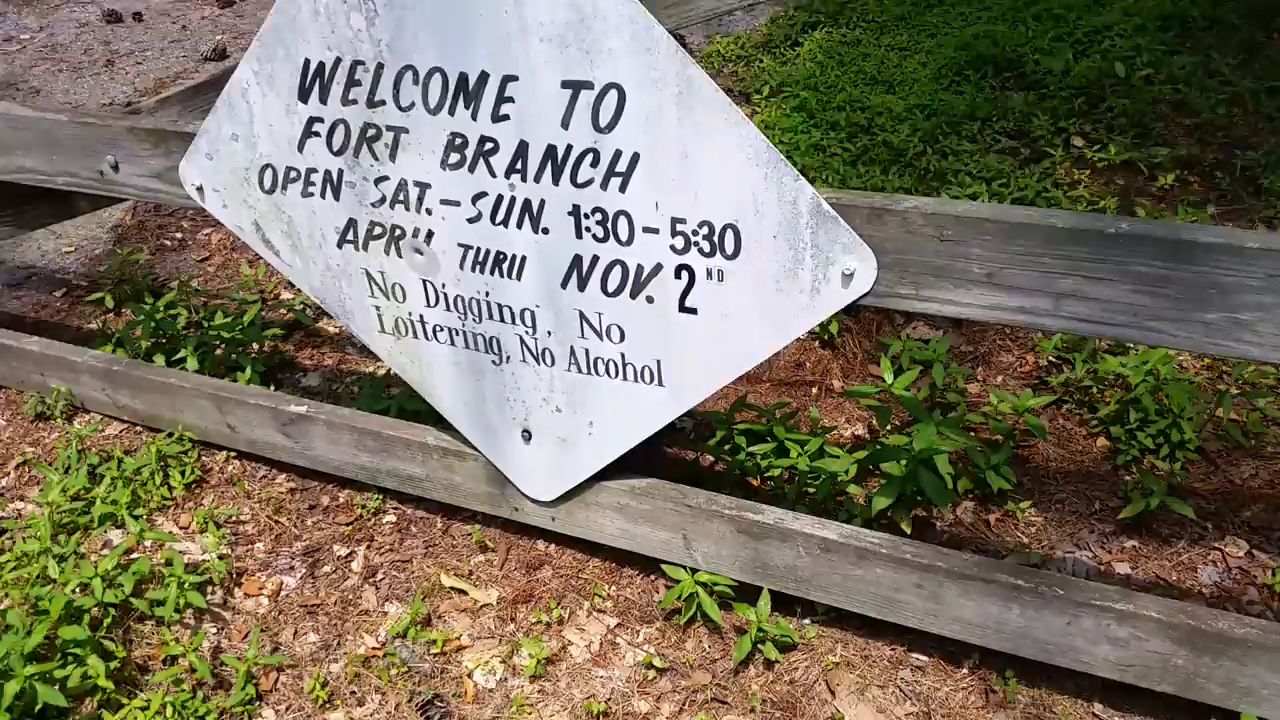 WELCOME TO
FORT BRANCH
OPEN- SAT.-SUN. 1:30-5:30
THRU NOV. 2ND
No Digging, No
Loitering, No Alcohol